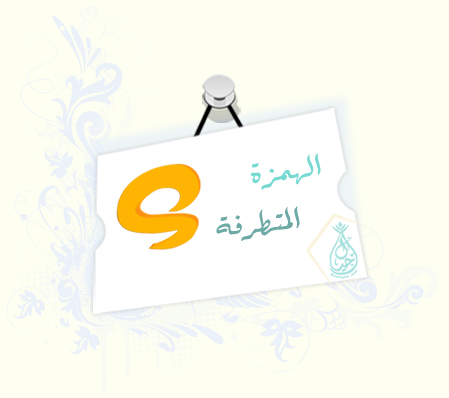 الهمزة
المتطرفة
ء